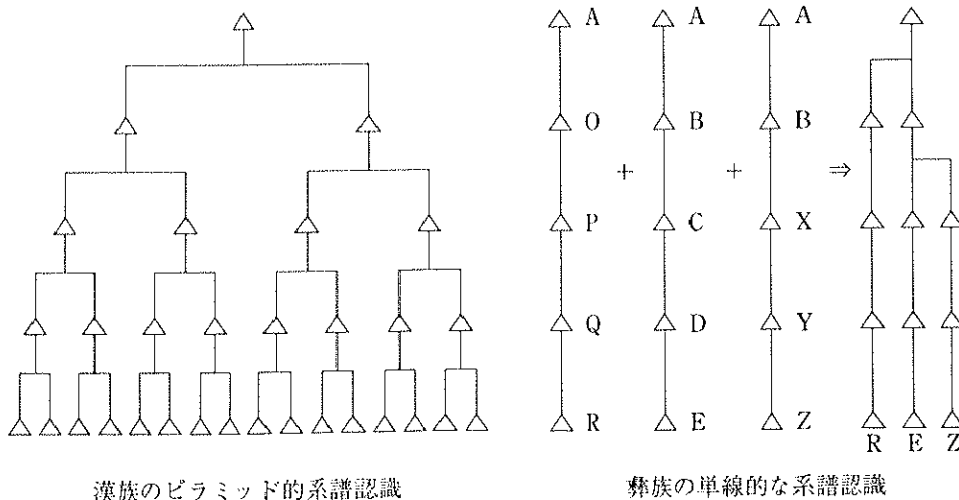 A A A
O B B
+ + ⇒
P C X
Q D Y
R E Z R E Z
漢族のピラミッド的系譜認識 彝族の単線的な系譜認識